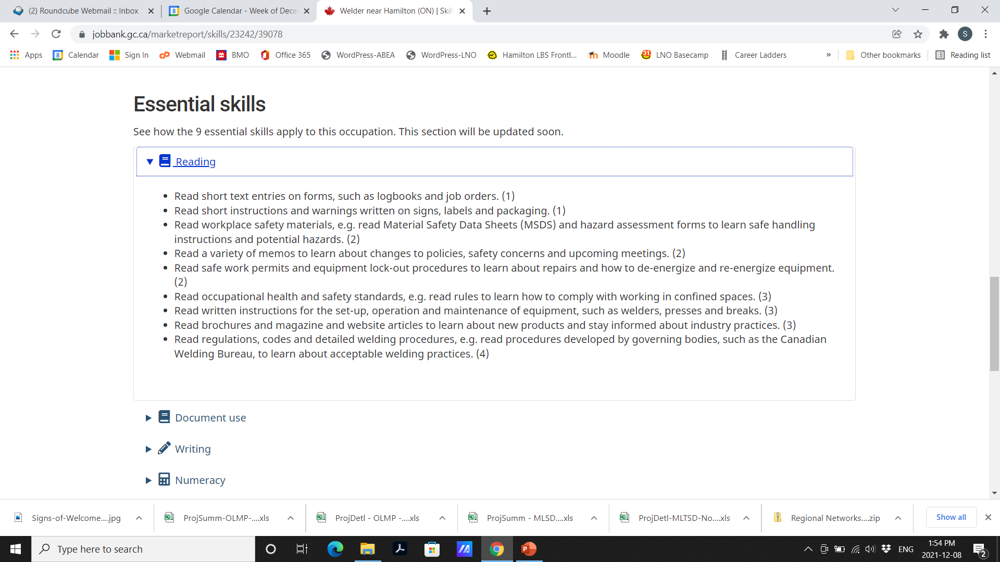 (2) Roundcube Webmail :: Inbox
Google Calendar - Week of Dece
Welder near Hamilton (ON) | Skil
jobbank.gc.ca/marketreport/skills/23242/39078
S
Apps
8 Calendar
Sign In
Webmail
BMO
Office 365
WordPress-ABEA
WordPress-LNO
Hamilton LBS Frontl...
Moodle
31 LNO Basecamp
Career Ladders
»
Other bookmarks
Reading list
Essential skills
See how the 9 essential skills apply to this occupation. This section will be updated soon.
Reading
• Read short text entries on forms, such as logbooks and job orders. (1)
• Read short instructions and warnings written on signs, labels and packaging. (1)
• Read workplace safety materials, e.g. read Material Safety Data Sheets (MSDS) and hazard assessment forms to learn safe handling
instructions and potential hazards. (2)
• Read a variety of memos to learn about changes to policies, safety concerns and upcoming meetings. (2)
• Read safe work permits and equipment lock-out procedures to learn about repairs and how to de-energize and re-energize equipment.
(2)
• Read occupational health and safety standards, e.g. read rules to learn how to comply with working in confined spaces. (3)
• Read written instructions for the set-up, operation and maintenance of equipment, such as welders, presses and breaks. (3)
• Read brochures and magazine and website articles to learn about new products and stay informed about industry practices. (3)
• Read regulations, codes and detailed welding procedures, e.g. read procedures developed by governing bodies, such as the Canadian
Welding Bureau, to learn about acceptable welding practices. (4)
Document use
Writing
Numeracy
Signs-of-Welcome....jpg
ProjSumm-OLMP-....xls
ProjDetl - OLMP -....xls
ProjSumm - MLSD....xls
ProjDetl-MLTSD-No....xls
Regional Networks....zip
Show all
Type here to search
ENG
1:54 PM
2021-12-08
2